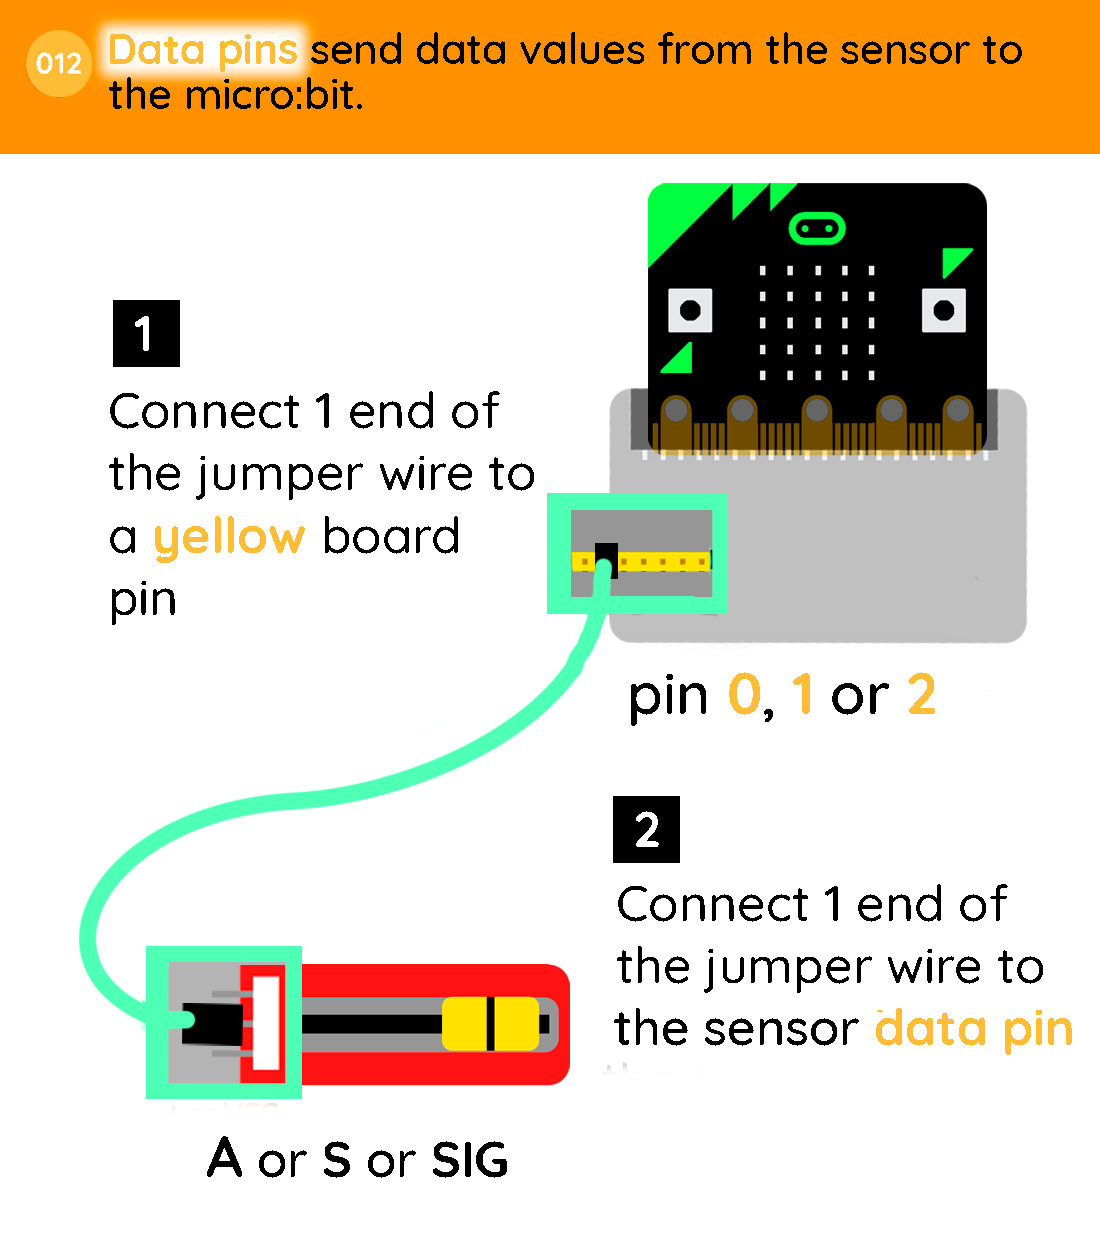 012
Data pins send data values from the sensor to
the micro:bit.
1
Connect 1 end of
the jumper wire to
a yellow board
pin
pin 0, 1 or 2
2
Connect 1 end of
the jumper wire to
the sensor data pin
A or S or SIG